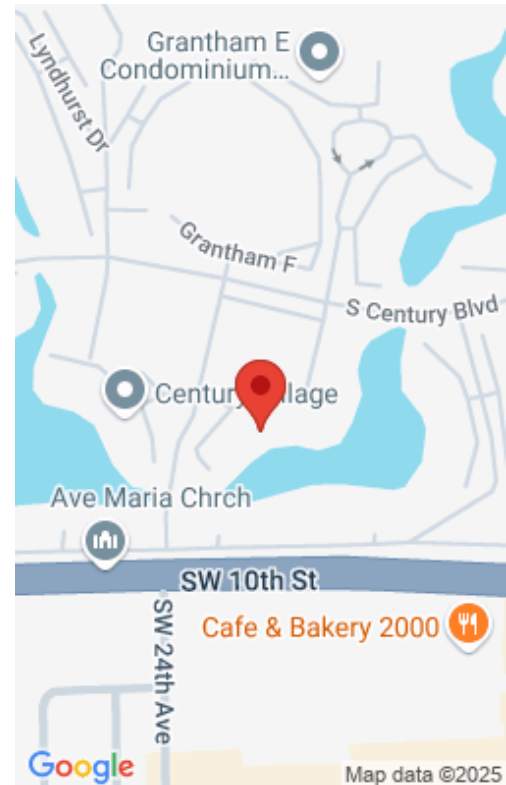 Grantham E
Condominium...
Lyndhurst Dr
Grantham F
S Century Blvd
Century Village
Ave Maria Chrch
SW 10th St
Cafe & Bakery 2000
SW 24th Ave
Google
Map data ©2025